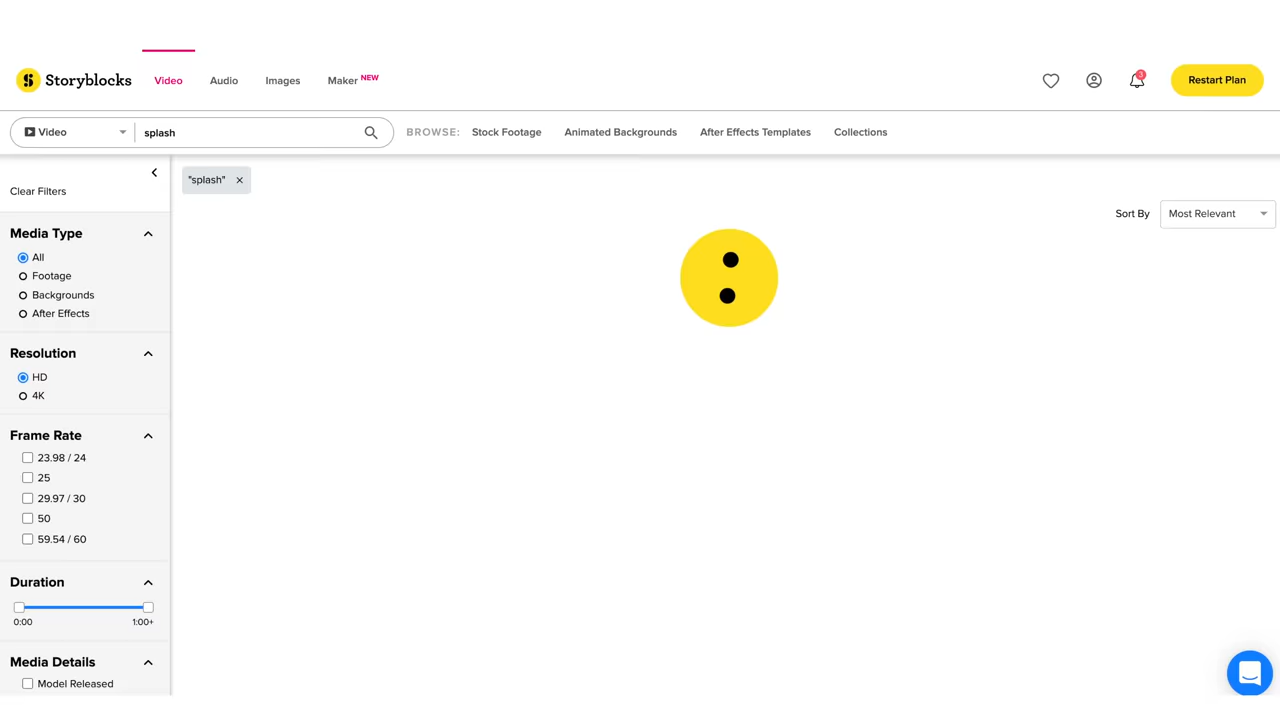 Storyblocks Video Audio Images Maker NEW 3 Restart Plan
Video splash BROWSE: Stock Footage Animated Backgrounds After Effects Templates Collections
"splash" ×
Clear Filters
Sort By Most Relevant
Media Type
All
Footage
Backgrounds
After Effects
Resolution
HD
4K
Frame Rate
23.98 / 24
25
29.97 / 30
50
59.54 / 60
Duration
0:00 1:00+
Media Details
Model Released